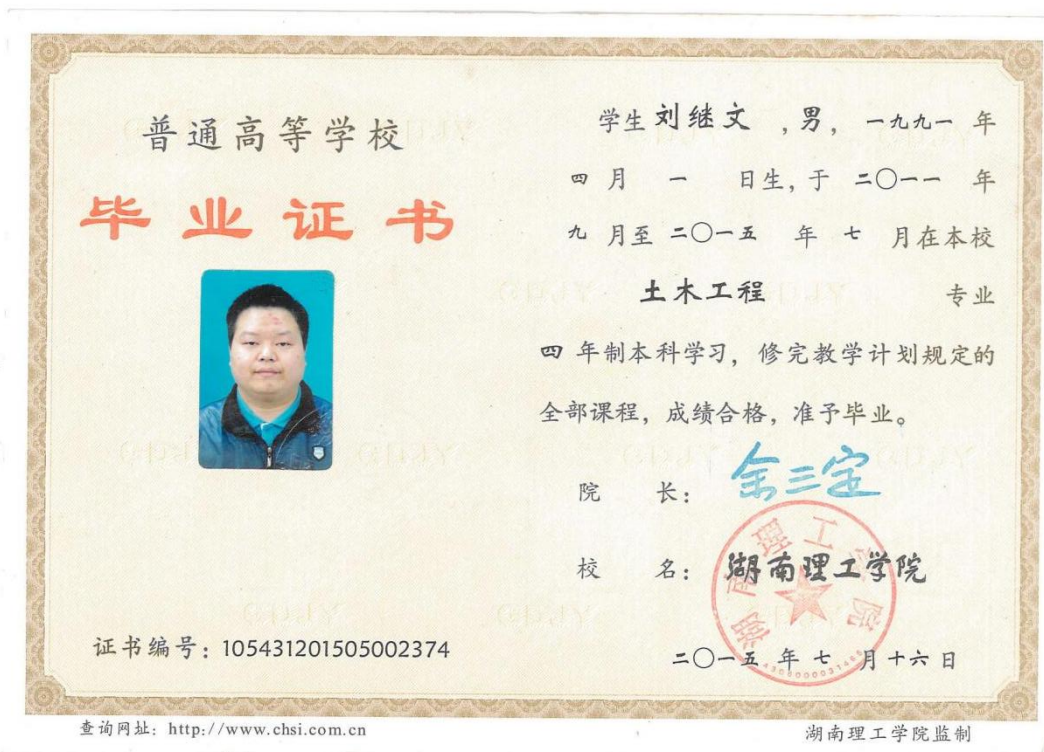 普通高等学校
毕业证书
证书编号：105431201505002374
学生 刘继文 ，男，一九九一 年
四 月 一 日生，于 二〇一一 年
九 月至 二〇一五 年 七 月在本校
土木工程 专业
四 年制本科学习，修完教学计划规定的
全部课程，成绩合格，准予毕业。
院 长：余三定
校 名：湖南理工学院
湖南理工学院
二〇一五 年 七 月十六日
查询网址：http://www.chsi.com.cn
湖南理工学院监制